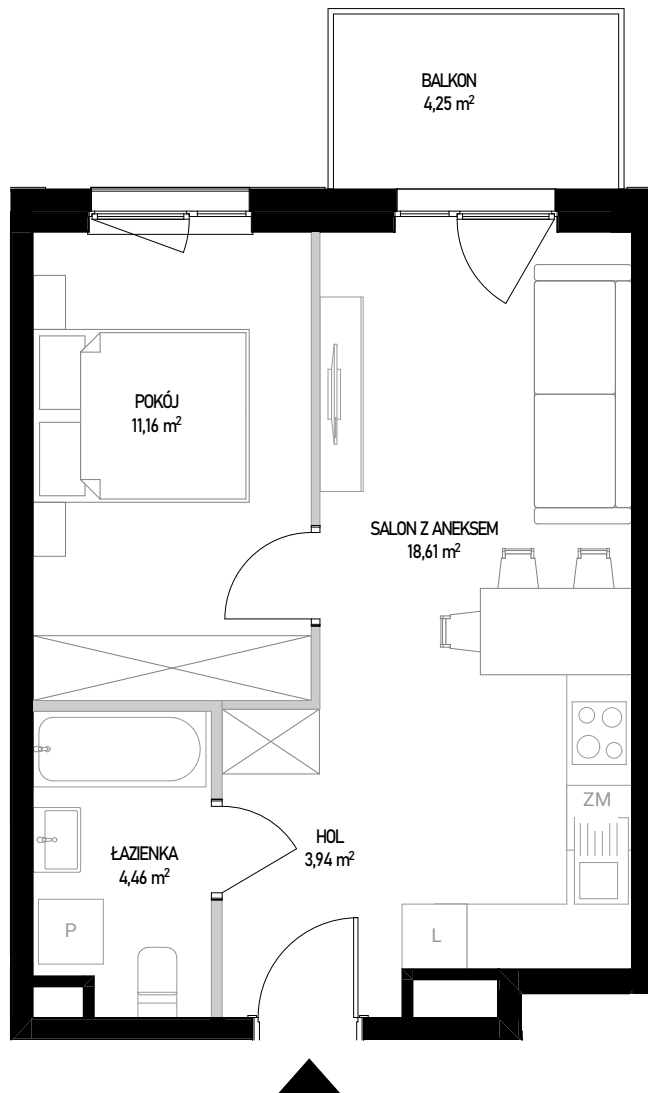 BALKON
4,25 m²
POKÓJ
11,16 m²
SALON Z ANEKSEM
18,61 m²
ZM
HOL
3,94 m²
ŁAZIENKA
4,46 m²
P
L